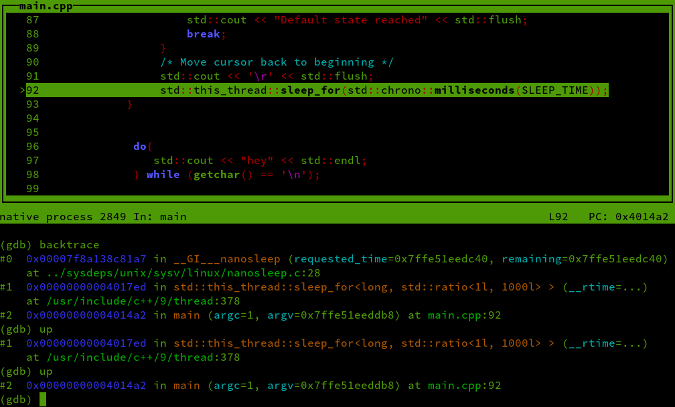 main.cpp
87 std::cout << "Default state reached" << std::flush;
88 break;
89 }
90 /* Move cursor back to beginning */
91 std::cout << '\r' << std::flush;
>92 std::this_thread::sleep_for(std::chrono::milliseconds(SLEEP_TIME));
93 }
94
95
96 do{
97 std::cout << "hey" << std::endl;
98 } while (getchar() == '\n');
99
native process 2849 In: main L92 PC: 0x4014a2
(gdb) backtrace
#0 0x00007f8a138c81a7 in __GI___nanosleep (requested_time=0x7ffe51eedc40, remaining=0x7ffe51eedc40)
at ../sysdeps/unix/sysv/linux/nanosleep.c:28
#1 0x00000000004017ed in std::this_thread::sleep_for<long, std::ratio<1l, 1000l> > (__rtime=...)
at /usr/include/c++/9/thread:378
#2 0x00000000004014a2 in main (argc=1, argv=0x7ffe51eeddb8) at main.cpp:92
(gdb) up
#1 0x00000000004017ed in std::this_thread::sleep_for<long, std::ratio<1l, 1000l> > (__rtime=...)
at /usr/include/c++/9/thread:378
(gdb) up
#2 0x00000000004014a2 in main (argc=1, argv=0x7ffe51eeddb8) at main.cpp:92
(gdb)